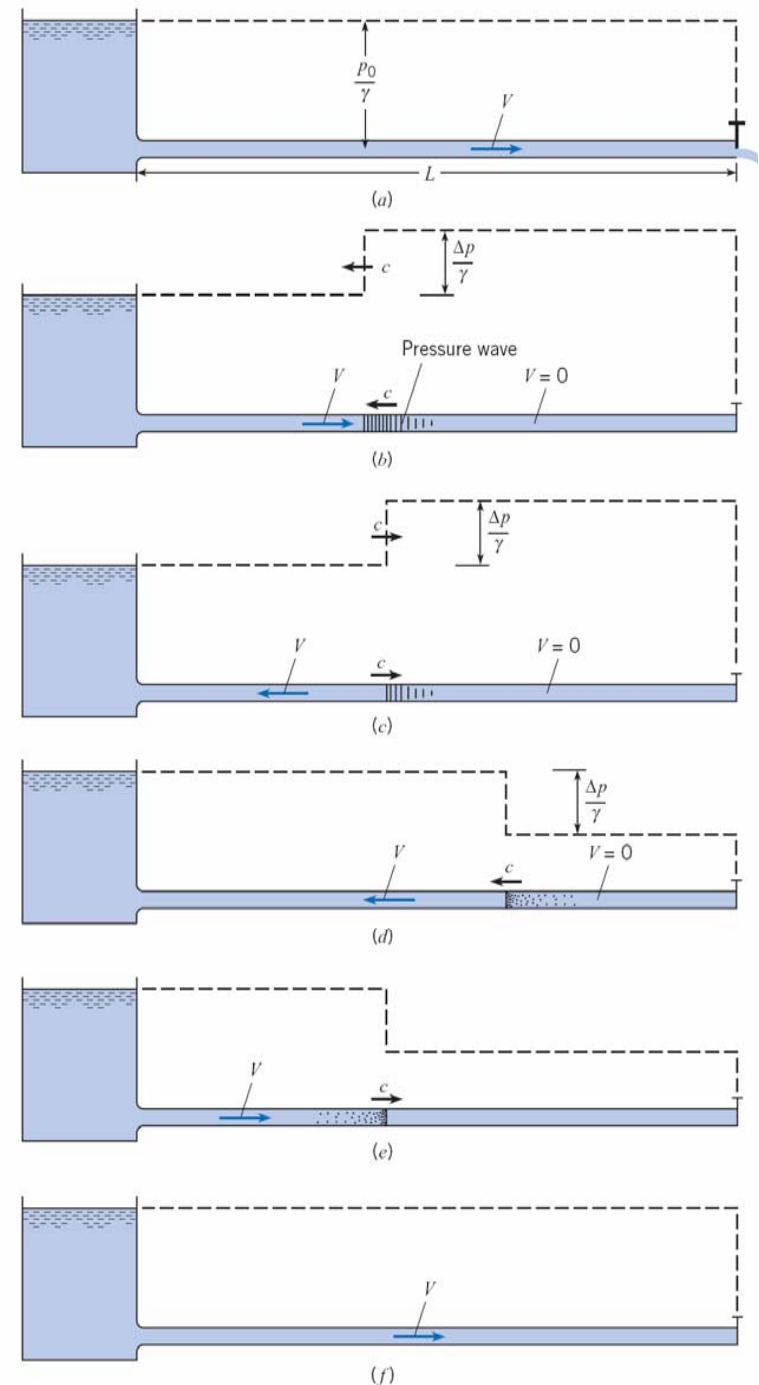 p0/γ
V
L
(a)
c
Δp/γ
Pressure wave
V
c
V = 0
(b)
c
Δp/γ
V
c
V = 0
(c)
Δp/γ
V
c
V = 0
(d)
V
c
(e)
V
(f)